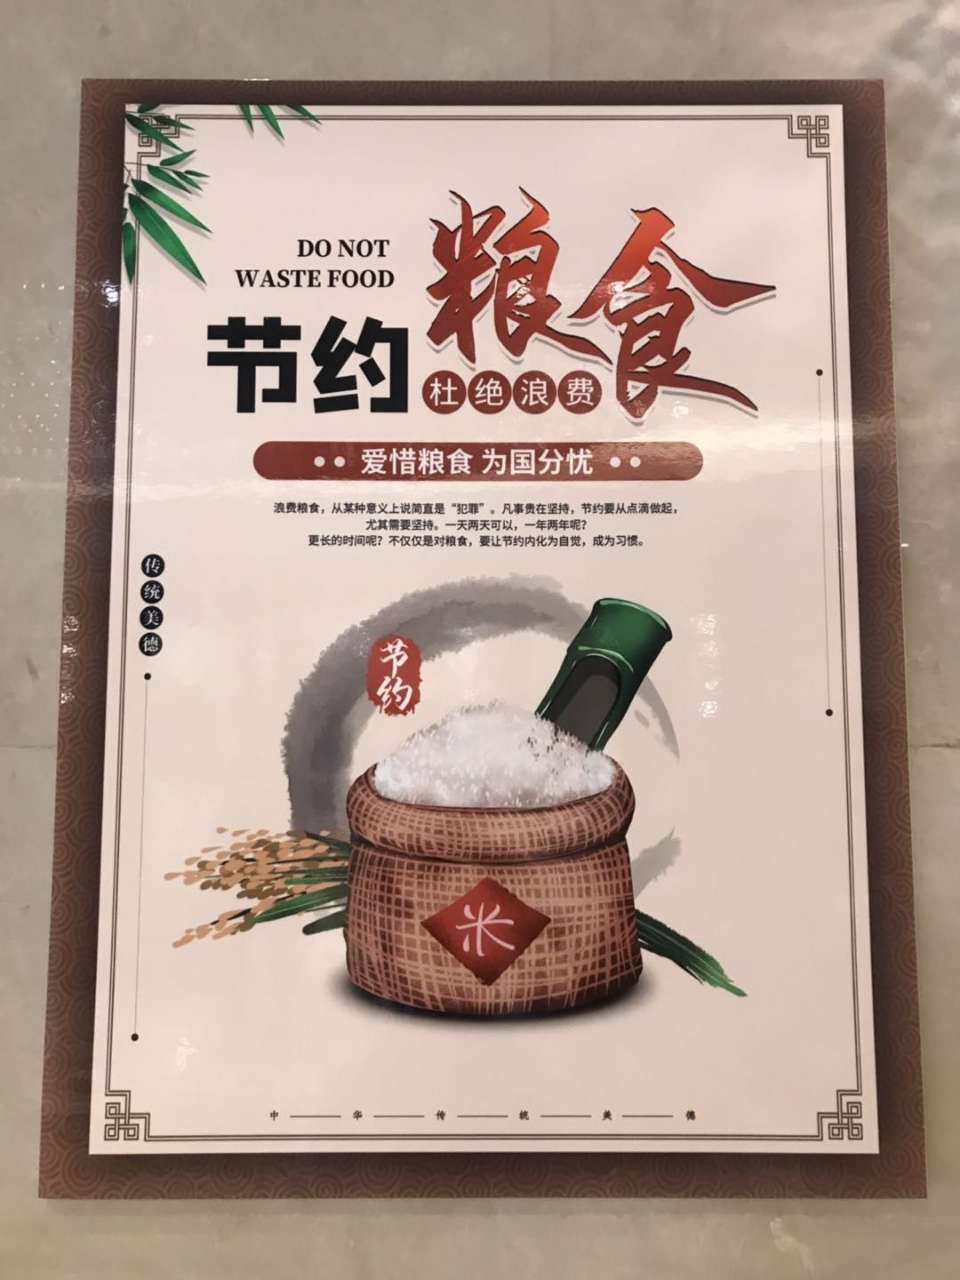 DO NOT
WASTE FOOD
节约
粮食
杜绝浪费
爱惜粮食 为国分忧
浪费粮食，从某种意义上说简直是“犯罪”。凡事贵在坚持，节约要从点滴做起，
尤其需要坚持。一天两天可以，一年两年呢？
更长的时间呢？不仅仅是对粮食，要让节约内化为自觉，成为习惯。
传统美德
节约
米
中华传统美德